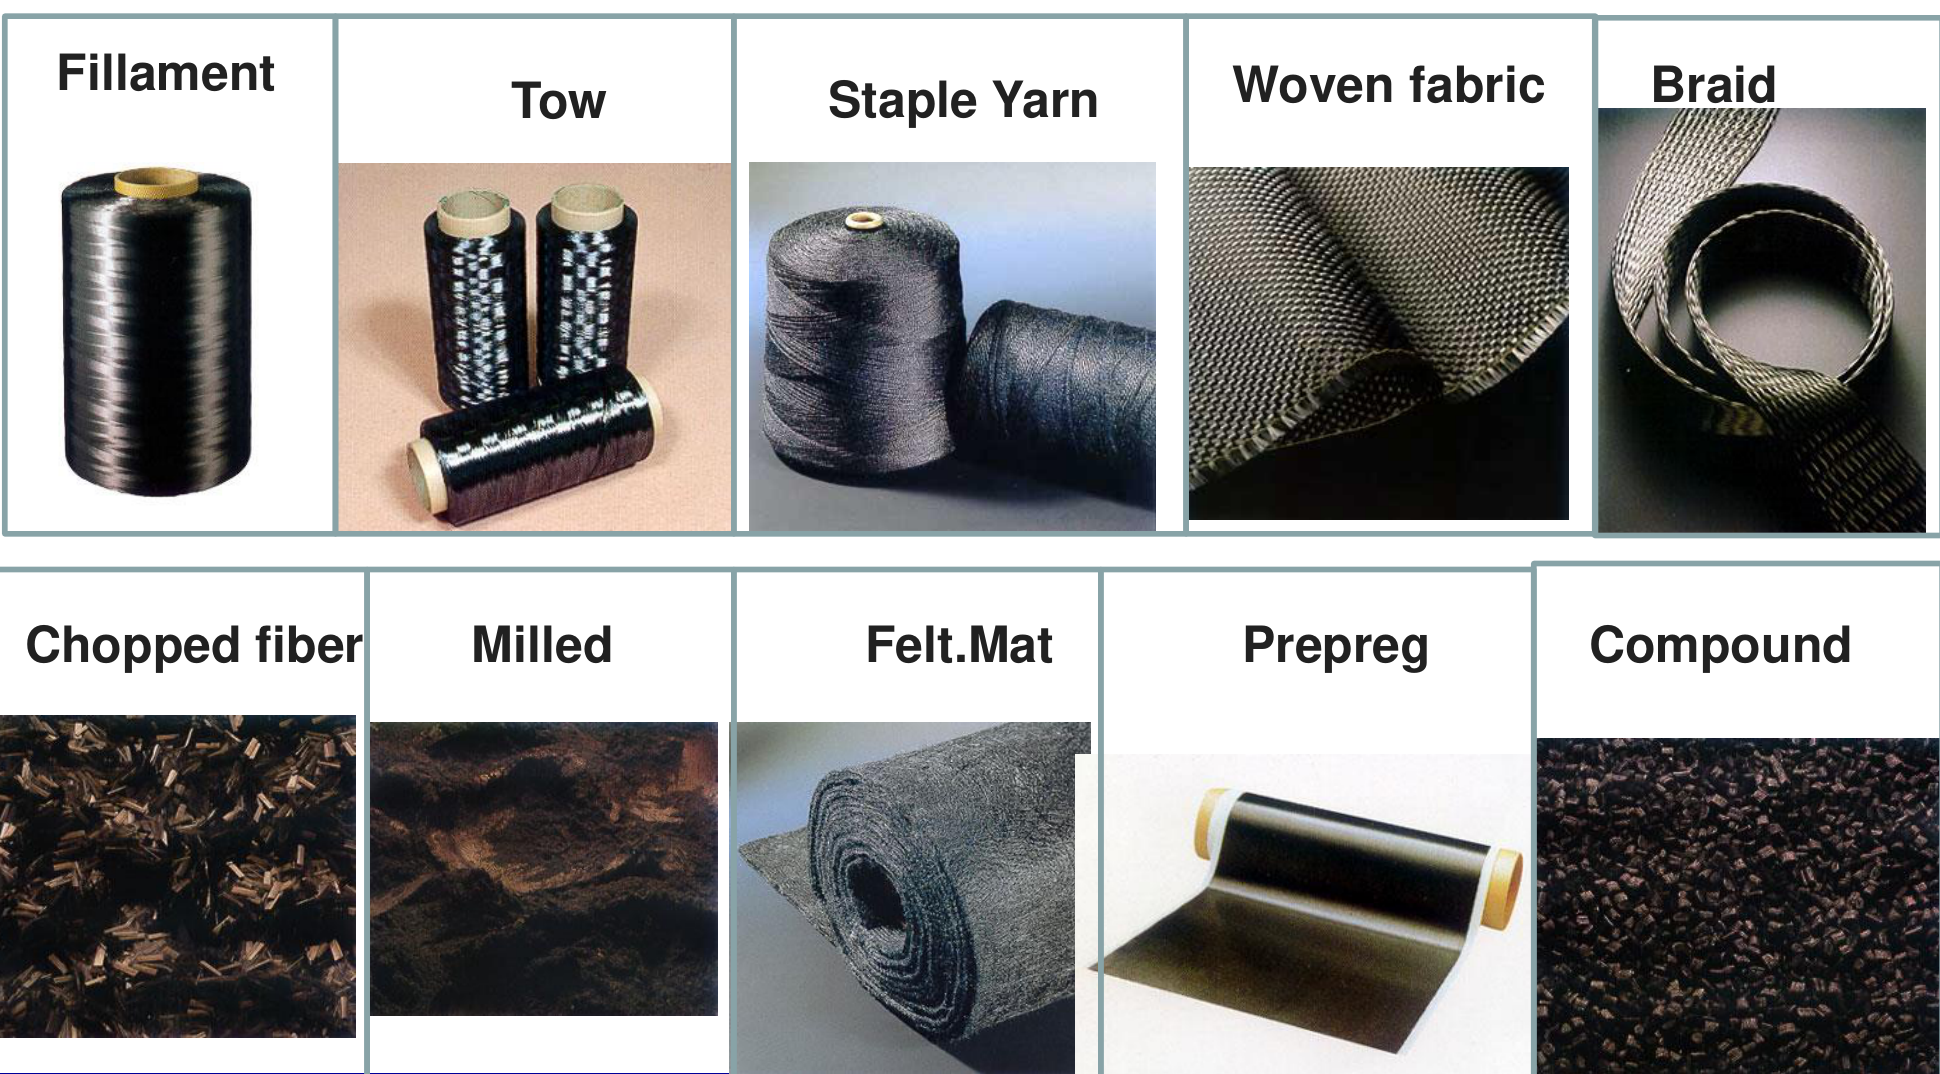 Fillament
Tow
Staple Yarn
Woven fabric
Braid
Chopped fiber
Milled
Felt.Mat
Prepreg
Compound